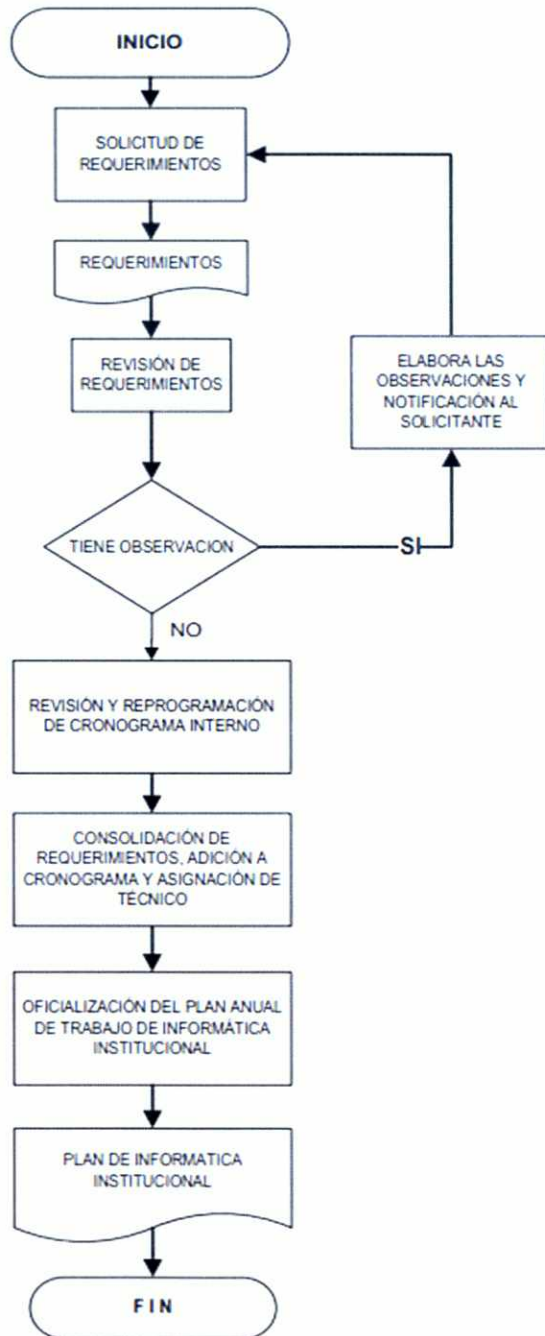 INICIO
SOLICITUD DE
REQUERIMIENTOS
REQUERIMIENTOS
REVISIÓN DE
REQUERIMIENTOS
ELABORA LAS
OBSERVACIONES Y
NOTIFICACIÓN AL
SOLICITANTE
TIENE OBSERVACION
SI
NO
REVISIÓN Y REPROGRAMACIÓN
DE CRONOGRAMA INTERNO
CONSOLIDACIÓN DE
REQUERIMIENTOS, ADICIÓN A
CRONOGRAMA Y ASIGNACIÓN DE
TÉCNICO
OFICIALIZACIÓN DEL PLAN ANUAL
DE TRABAJO DE INFORMÁTICA
INSTITUCIONAL
PLAN DE INFORMATICA
INSTITUCIONAL
F I N